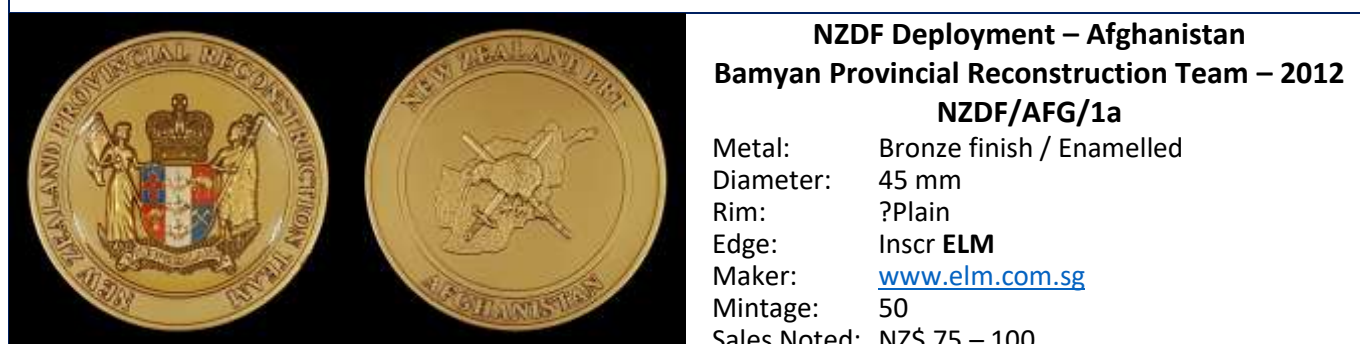 NEW ZEALAND PROVINCIAL RECONSTRUCTION TEAM
NEW ZEALAND PRT
AFGHANISTAN
NZDF Deployment – Afghanistan
Bamyan Provincial Reconstruction Team – 2012
NZDF/AFG/1a
Metal: Bronze finish / Enamelled
Diameter: 45 mm
Rim: ?Plain
Edge: Inscr ELM
Maker: www.elm.com.sg
Mintage: 50
Sales Noted: NZ$ 75 – 100